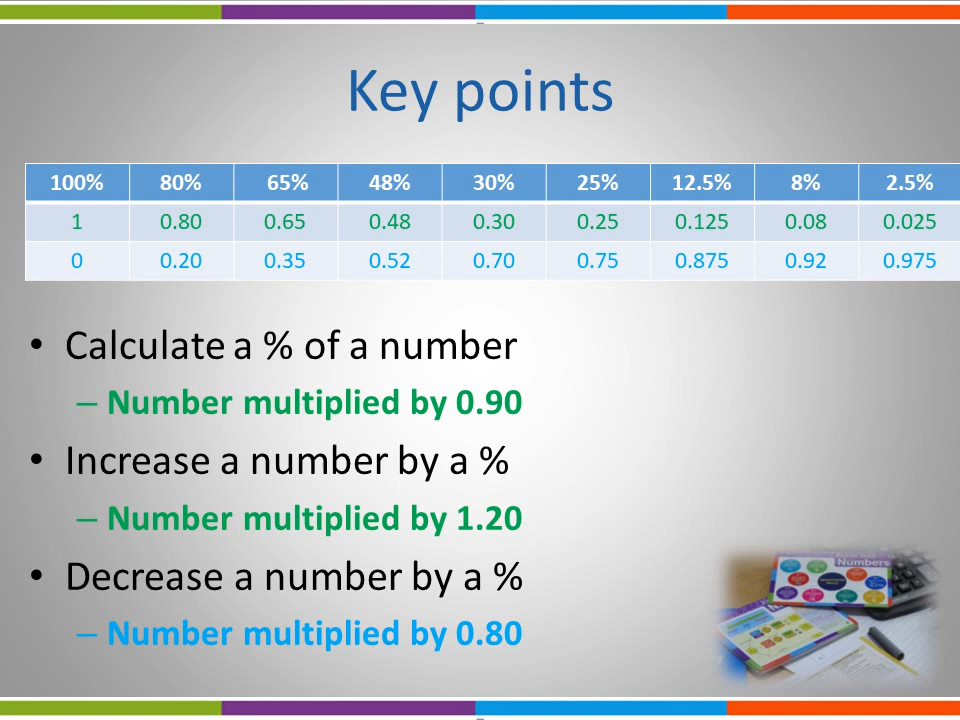 Key points
100% 80% 65% 48% 30% 25% 12.5% 8% 2.5%
1 0.80 0.65 0.48 0.30 0.25 0.125 0.08 0.025
0 0.20 0.35 0.52 0.70 0.75 0.875 0.92 0.975
• Calculate a % of a number
– Number multiplied by 0.90
• Increase a number by a %
– Number multiplied by 1.20
• Decrease a number by a %
– Number multiplied by 0.80
Numbers